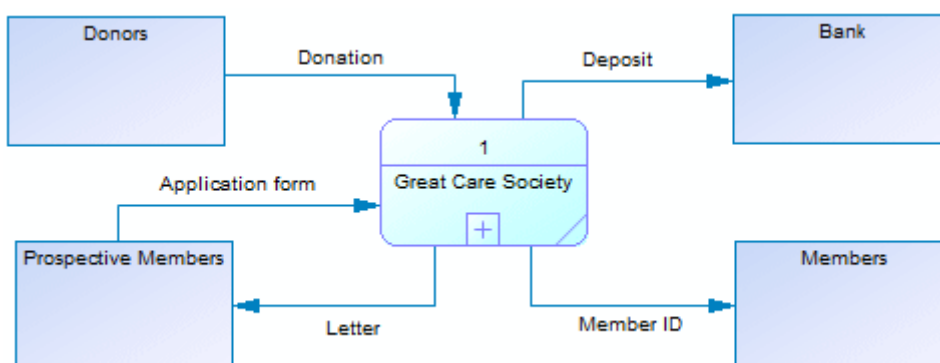 Donors
Bank
Donation
Deposit
1
Great Care Society
Application form
Prospective Members
Members
Letter
Member ID